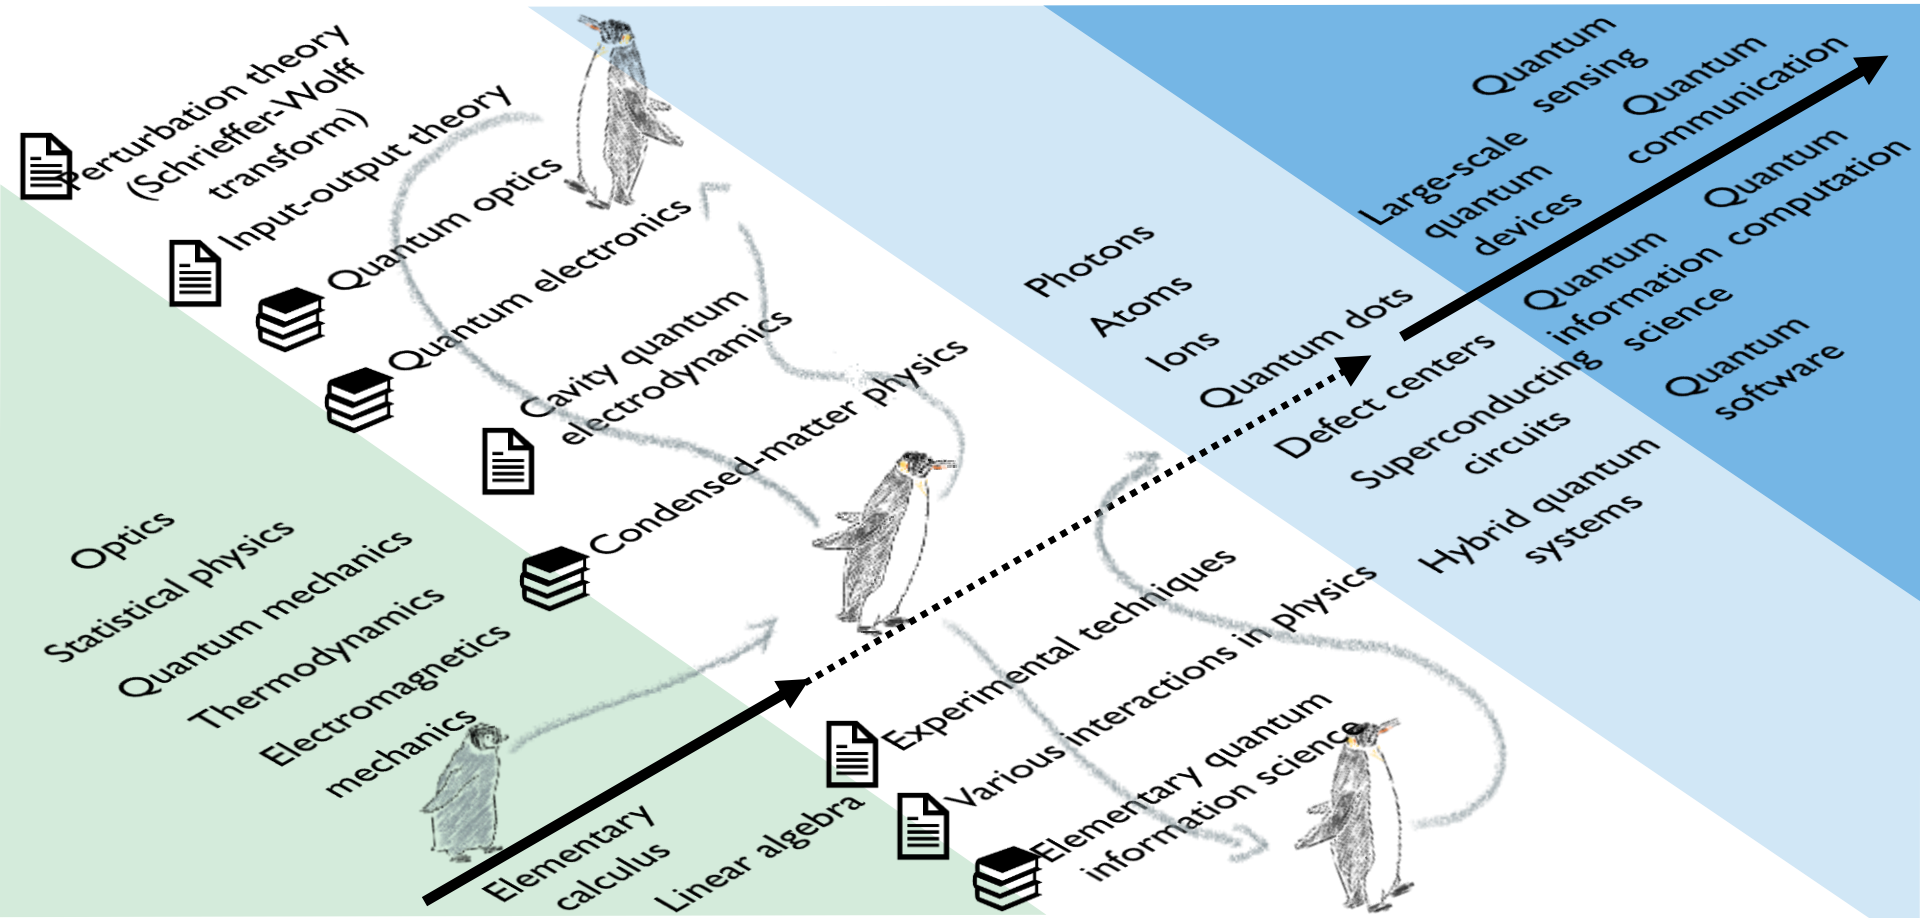 Perturbation theory
(Schrieffer-Wolff
transform)
Input-output theory
Quantum optics
Quantum electronics
Cavity quantum
electrodynamics
Condensed-matter physics
Optics
Statistical physics
Quantum mechanics
Thermodynamics
Electromagnetics
mechanics
Elementary
calculus
Linear algebra
Experimental techniques
Various interactions in physics
Elementary quantum
information science
Photons
Atoms
Ions
Quantum dots
Defect centers
Superconducting
circuits
Hybrid quantum
systems
Quantum
sensing
Quantum
communication
Large-scale
quantum
devices
Quantum
computation
Quantum
information
science
Quantum
software